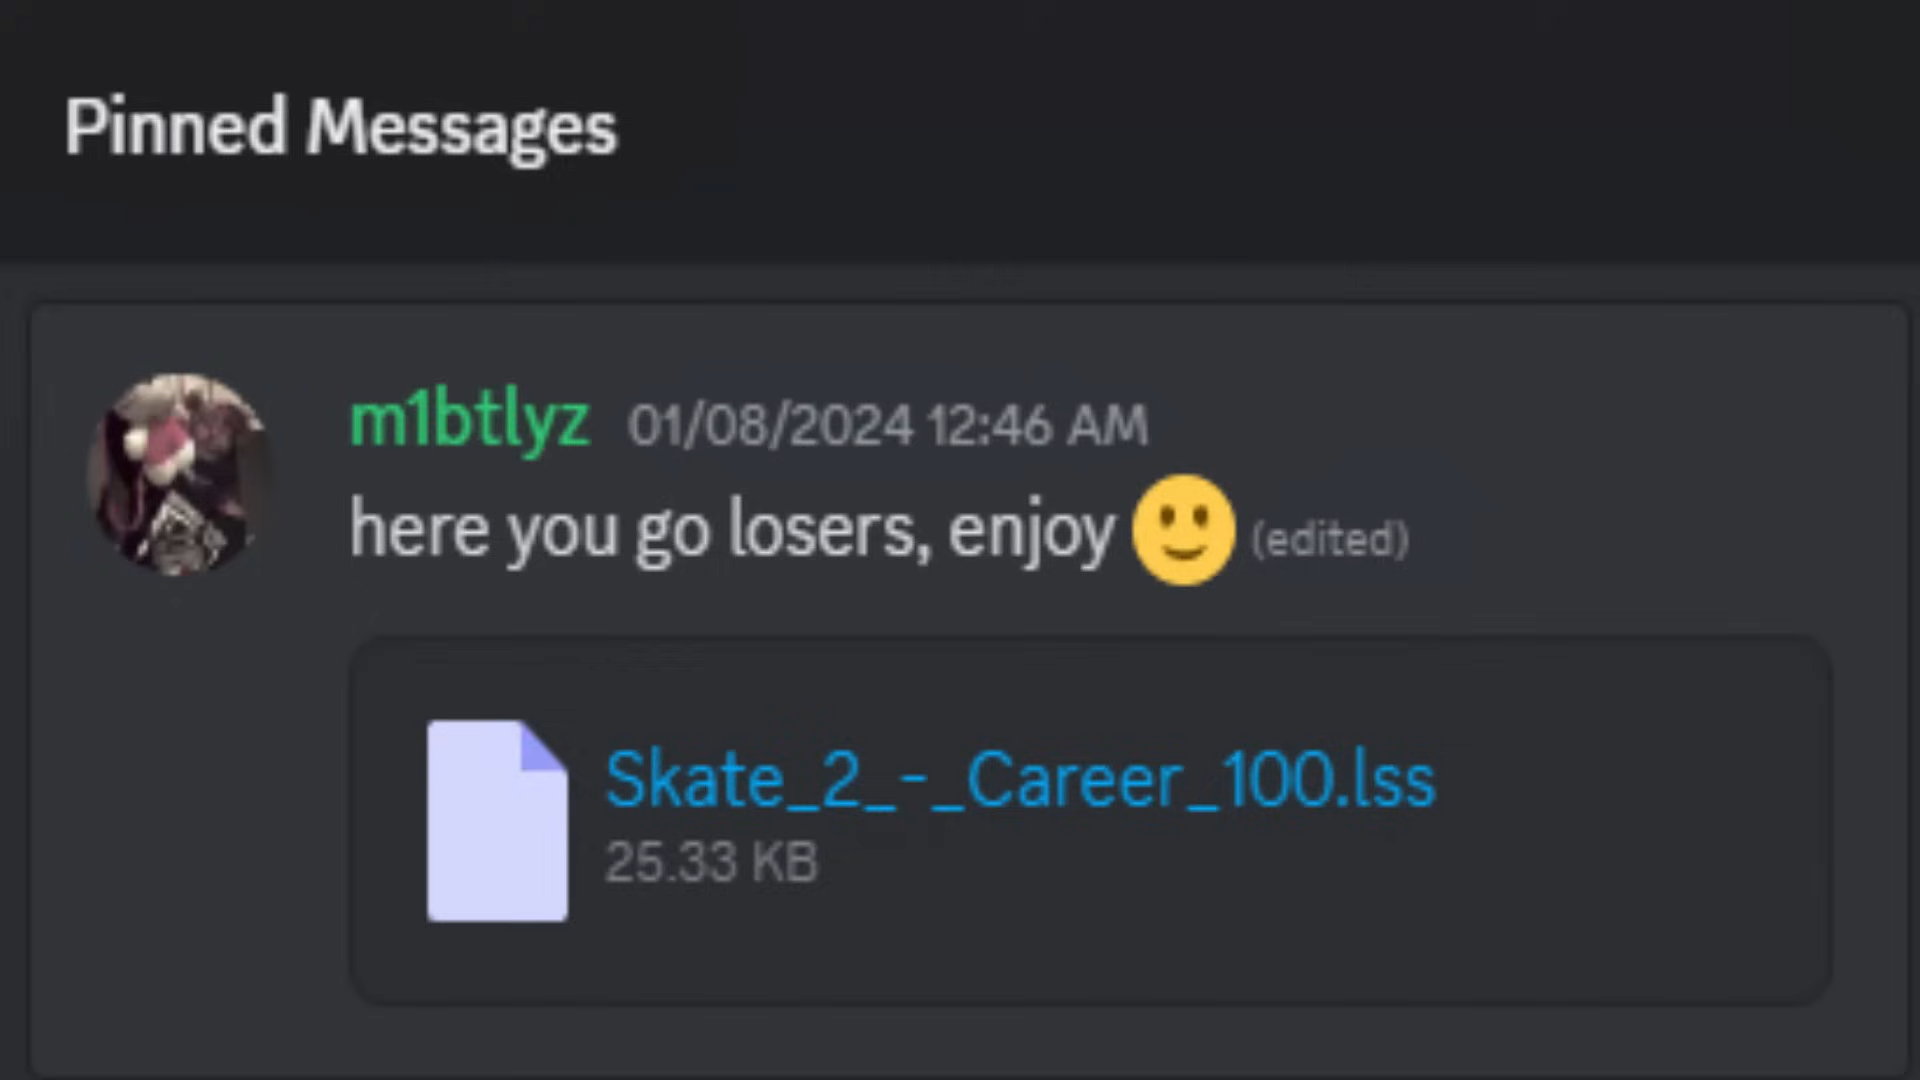 Pinned Messages
m1btlyz 01/08/2024 12:46 AM
here you go losers, enjoy 🙂 (edited)
Skate_2_-_Career_100.lss
25.33 KB